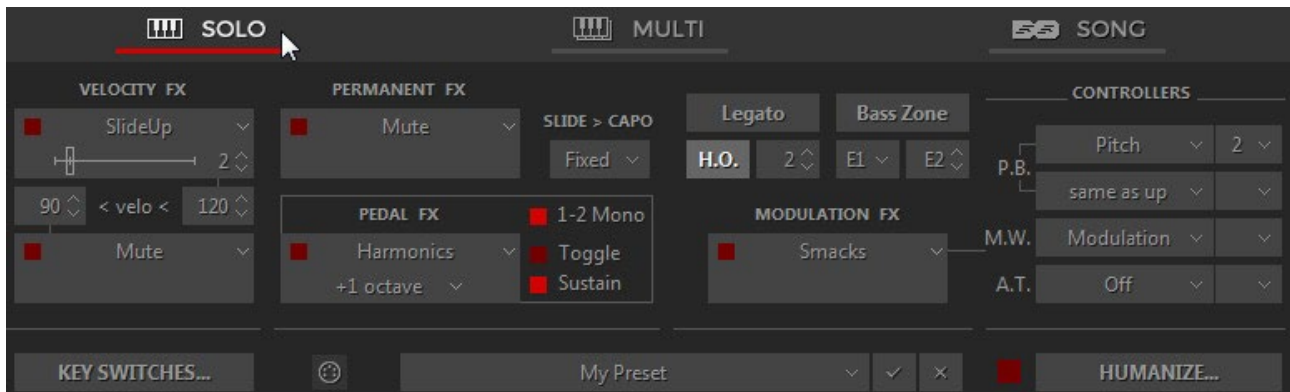 SOLO
MULTI
SONG
VELOCITY FX
SlideUp
2
90 < velo < 120
Mute
PERMANENT FX
Mute
SLIDE > CAPO
Fixed
PEDAL FX
Harmonics
+1 octave
1-2 Mono
Toggle
Sustain
Legato
H.O. 2
Bass Zone
E1 E2
MODULATION FX
Smacks
CONTROLLERS
P.B.
Pitch 2
same as up
M.W. Modulation
A.T. Off
KEY SWITCHES...
My Preset
HUMANIZE...